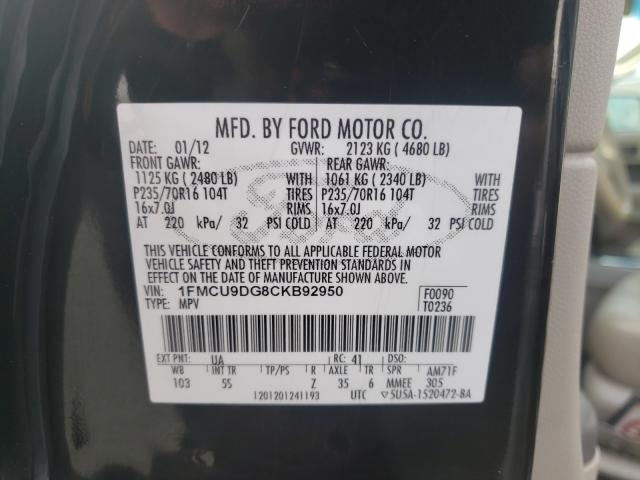 MFD. BY FORD MOTOR CO.
DATE: 01/12 GVWR: 2123 KG ( 4680 LB)
FRONT GAWR: REAR GAWR:
1125 KG ( 2480 LB) WITH 1061 KG ( 2340 LB) WITH
P235/70R16 104T TIRES P235/70R16 104T TIRES
16x7.0J RIMS 16x7.0J RIMS
AT 220 kPa/ 32 PSI COLD AT 220 kPa/ 32 PSI COLD
THIS VEHICLE CONFORMS TO ALL APPLICABLE FEDERAL MOTOR
VEHICLE SAFETY AND THEFT PREVENTION STANDARDS IN
EFFECT ON THE DATE OF MANUFACTURE SHOWN ABOVE.
VIN: 1FMCU9DG8CKB92950 F0090
TYPE: MPV T0236
EXT PNT: UA RC: 41 DSO:
WB INT TR TP/PS R AXLE TR SPR AM71F
103 5S Z 35 6 MMEE 305
1201201241193 UTC 5U5A-1520472-BA
Ford